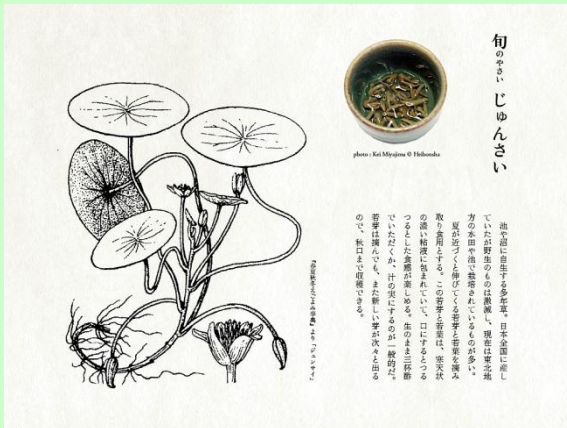 旬のやさい じゅんさい
photo : Kei Miyajima © Heibonsha
池や沼に自生する多年草。日本全国に産し
ていたが野生のものは激減し、現在は東北地
方の水田や池で栽培されているものが多い。
夏が近づくと伸びてくる若芽と若葉を摘み
取り食用とする。この若芽と若葉は、寒天状
の濃い粘液に包まれていて、口にするとつる
つるとした食感が楽しめる。生のまま三杯酢
でいただくか、汁の実にするのが一般的だ。
若芽は摘んでも、また新しい芽が次々と出る
ので、秋口まで収穫できる。
より「ジュンサイ」